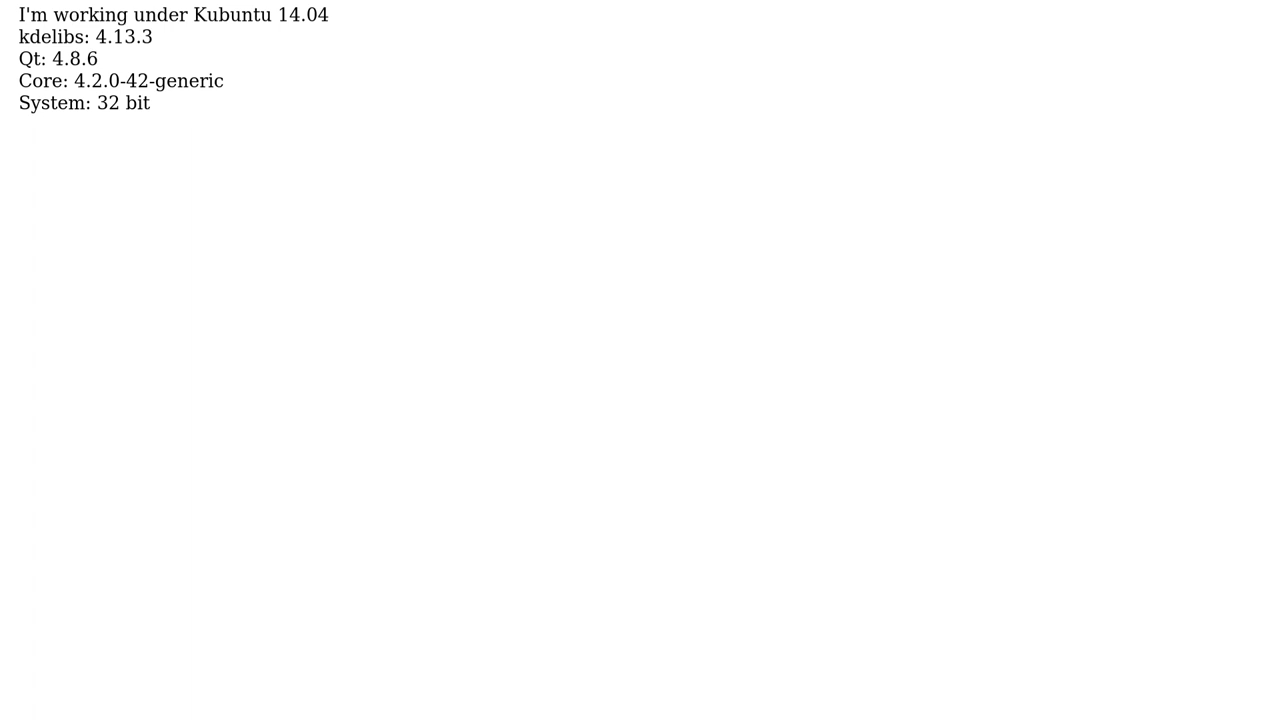 I'm working under Kubuntu 14.04
kdelibs: 4.13.3
Qt: 4.8.6
Core: 4.2.0-42-generic
System: 32 bit